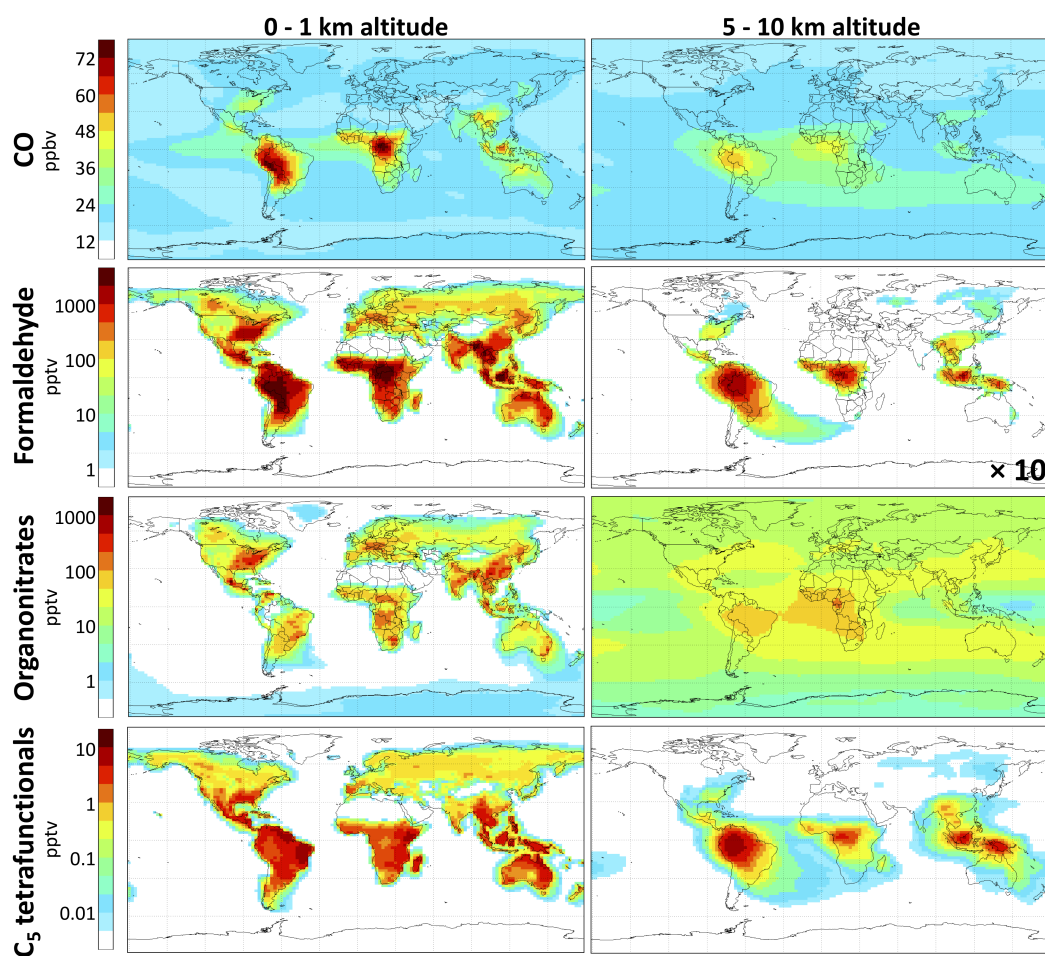 0 - 1 km altitude
5 - 10 km altitude
CO
ppbv
72
60
48
36
24
12
Formaldehyde
pptv
1000
100
10
1
× 10
Organonitrates
pptv
1000
100
10
1
C₅ tetrafunctionals
pptv
10
1
0.1
0.01